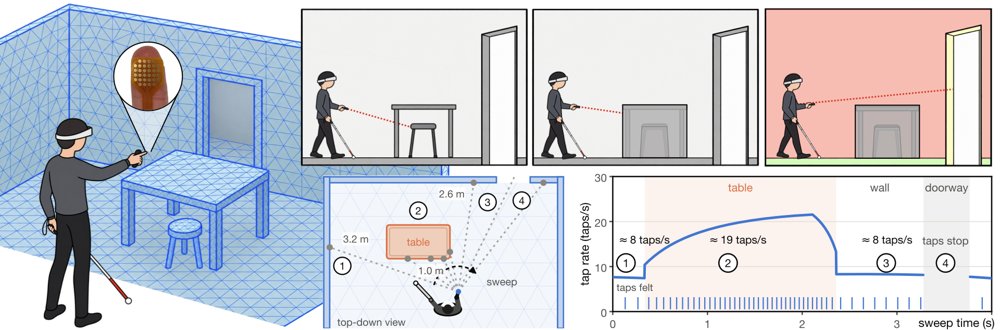 3.2 m
1
2
table
1.0 m
2.6 m
3
4
sweep
top-down view
tap rate (taps/s)
30
20
10
0
table
wall
doorway
≈ 8 taps/s
≈ 19 taps/s
≈ 8 taps/s
taps stop
1
2
3
4
taps felt
0
1
2
3
sweep time (s)